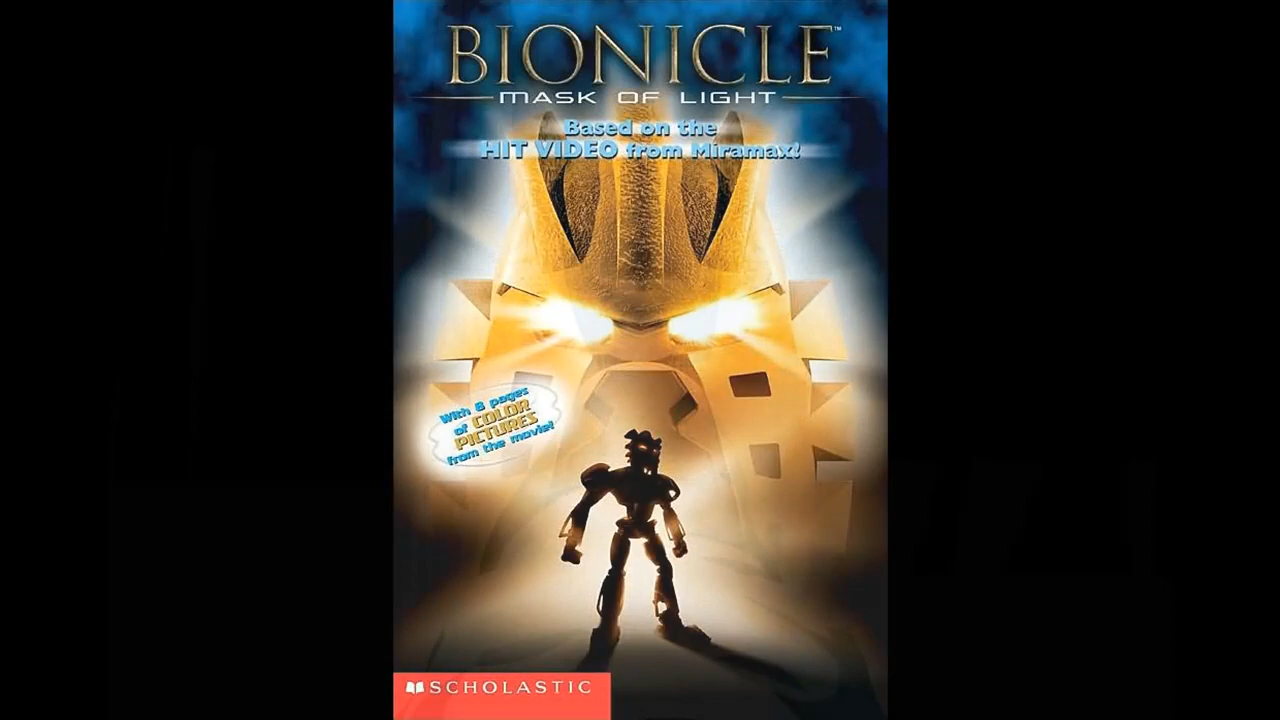 BIONICLE™
MASK OF LIGHT
Based on the
HIT VIDEO from Miramax!
With 8 pages
of COLOR
PICTURES
from the movie!
SCHOLASTIC